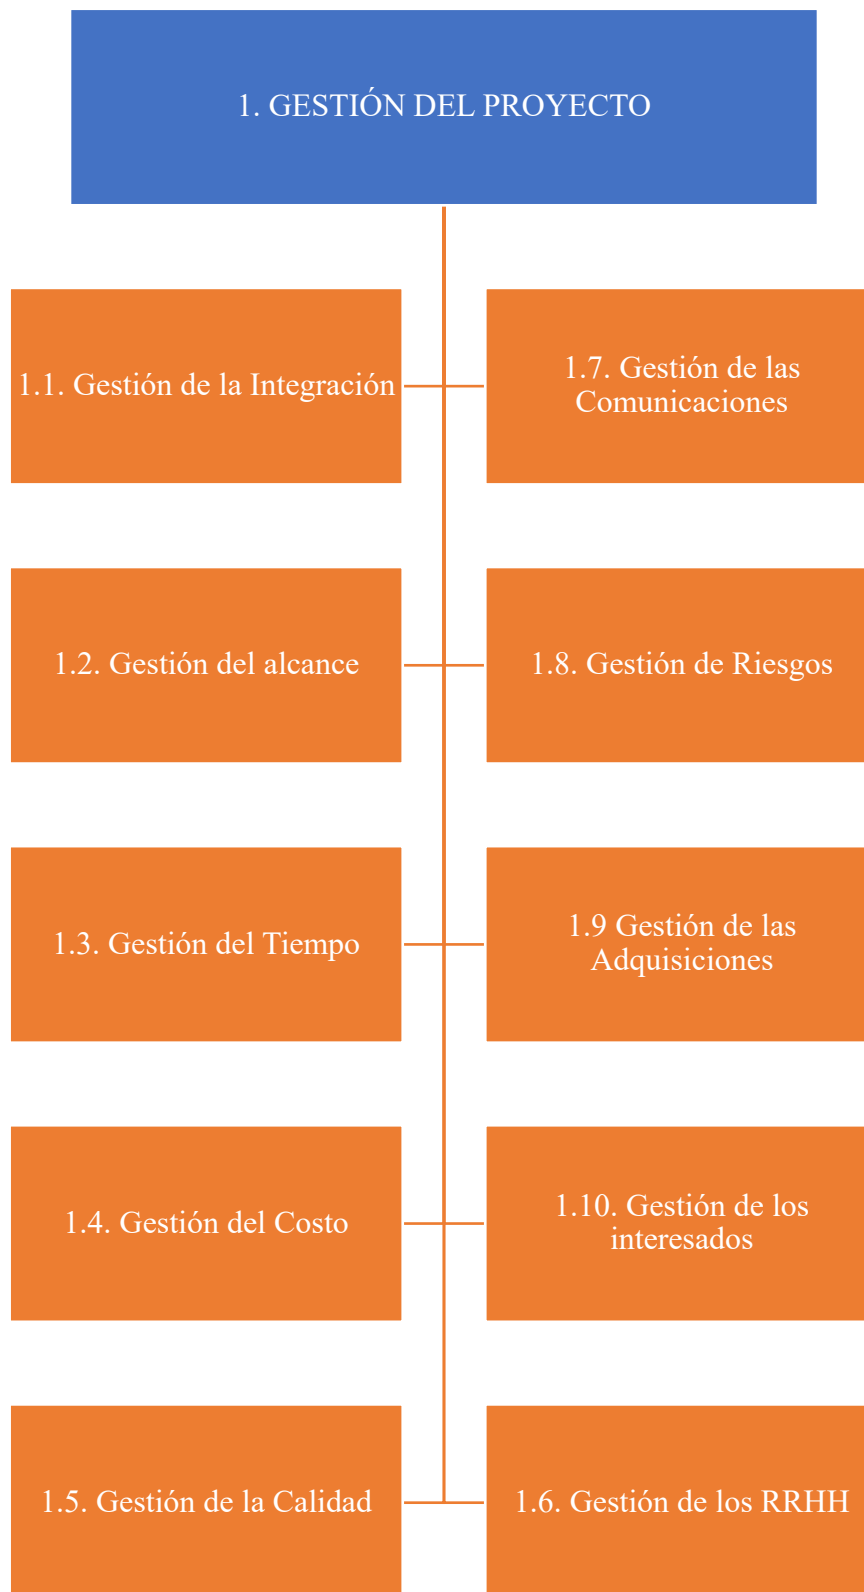 1. GESTIÓN DEL PROYECTO
1.1. Gestión de la Integración
1.7. Gestión de las
Comunicaciones
1.2. Gestión del alcance
1.8. Gestión de Riesgos
1.3. Gestión del Tiempo
1.9 Gestión de las
Adquisiciones
1.4. Gestión del Costo
1.10. Gestión de los
interesados
1.5. Gestión de la Calidad
1.6. Gestión de los RRHH